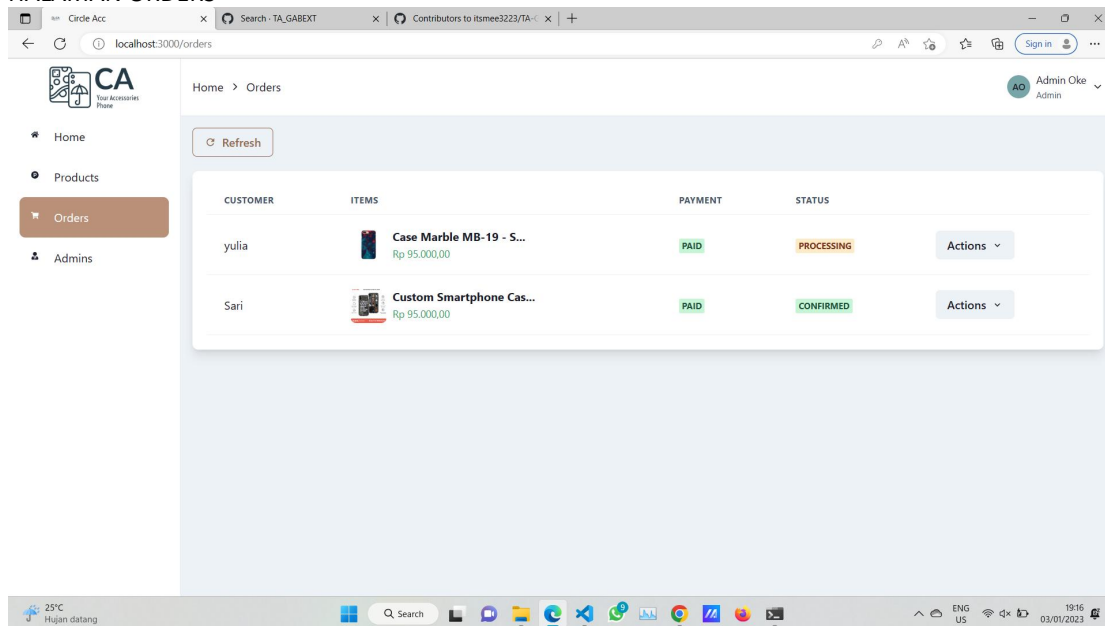 HALAMAN ORDERS
Circle Acc
Search · TA_GABEXT
Contributors to itsmee3223/TA-G
localhost:3000/orders
Sign in
CA
Your Accessories
Phone
Home > Orders
AO
Admin Oke
Admin
Home
Products
Orders
Admins
Refresh
CUSTOMER ITEMS PAYMENT STATUS
yulia Case Marble MB-19 - S... PAID PROCESSING Actions
Rp 95.000,00
Sari Custom Smartphone Cas... PAID CONFIRMED Actions
Rp 95.000,00
25°C
Hujan datang
Search
9
ENG
US
19:16
03/01/2023